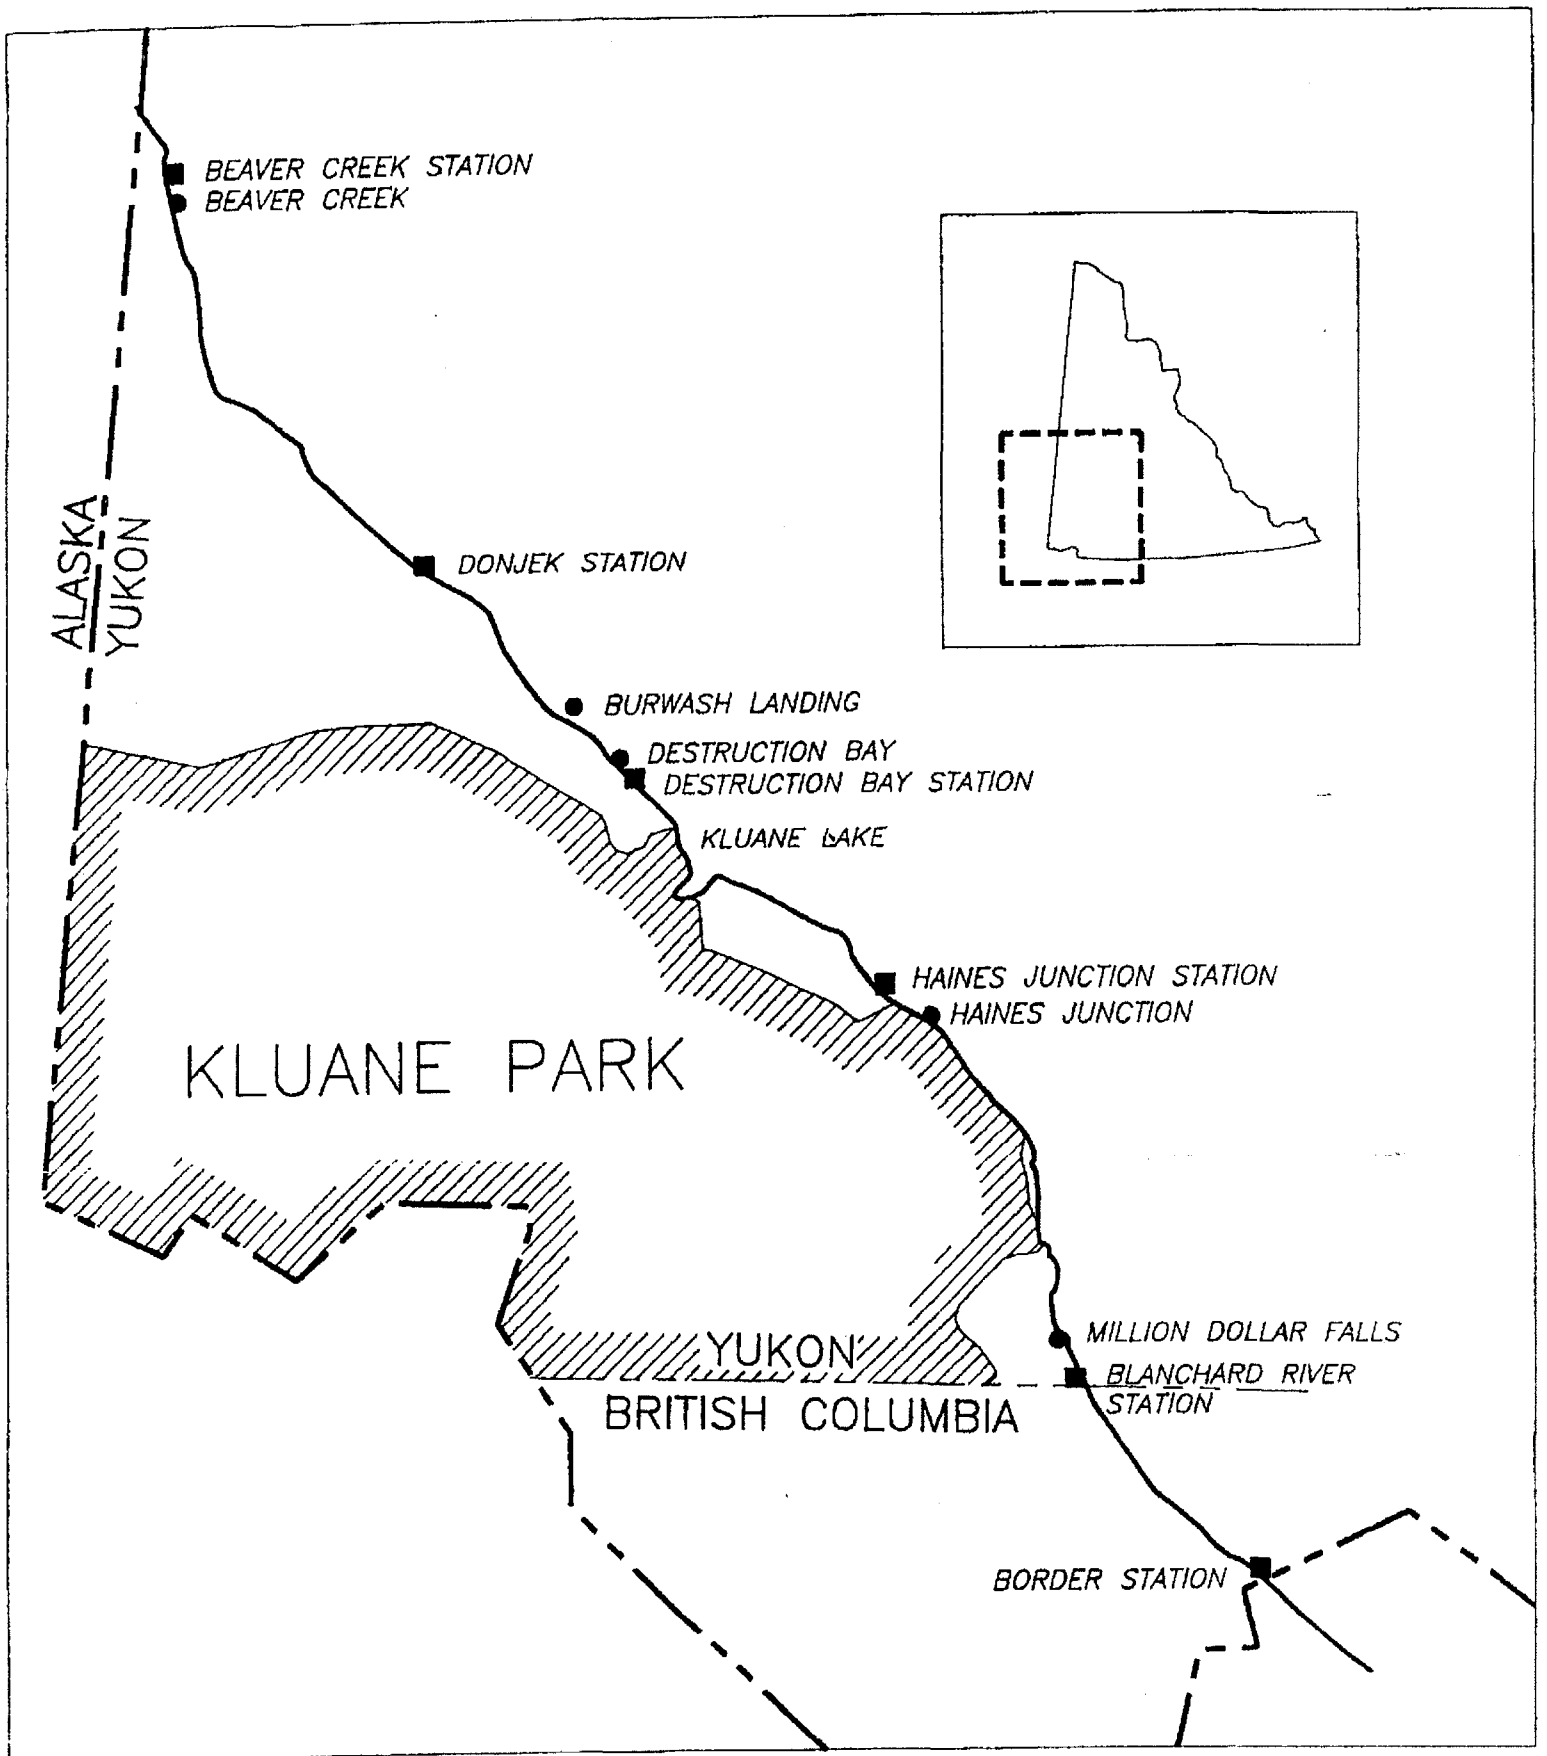 BEAVER CREEK STATION
BEAVER CREEK
ALASKA
YUKON
DONJEK STATION
BURWASH LANDING
DESTRUCTION BAY
DESTRUCTION BAY STATION
KLUANE LAKE
HAINES JUNCTION STATION
HAINES JUNCTION
KLUANE PARK
MILLION DOLLAR FALLS
YUKON
BLANCHARD RIVER
STATION
BRITISH COLUMBIA
BORDER STATION